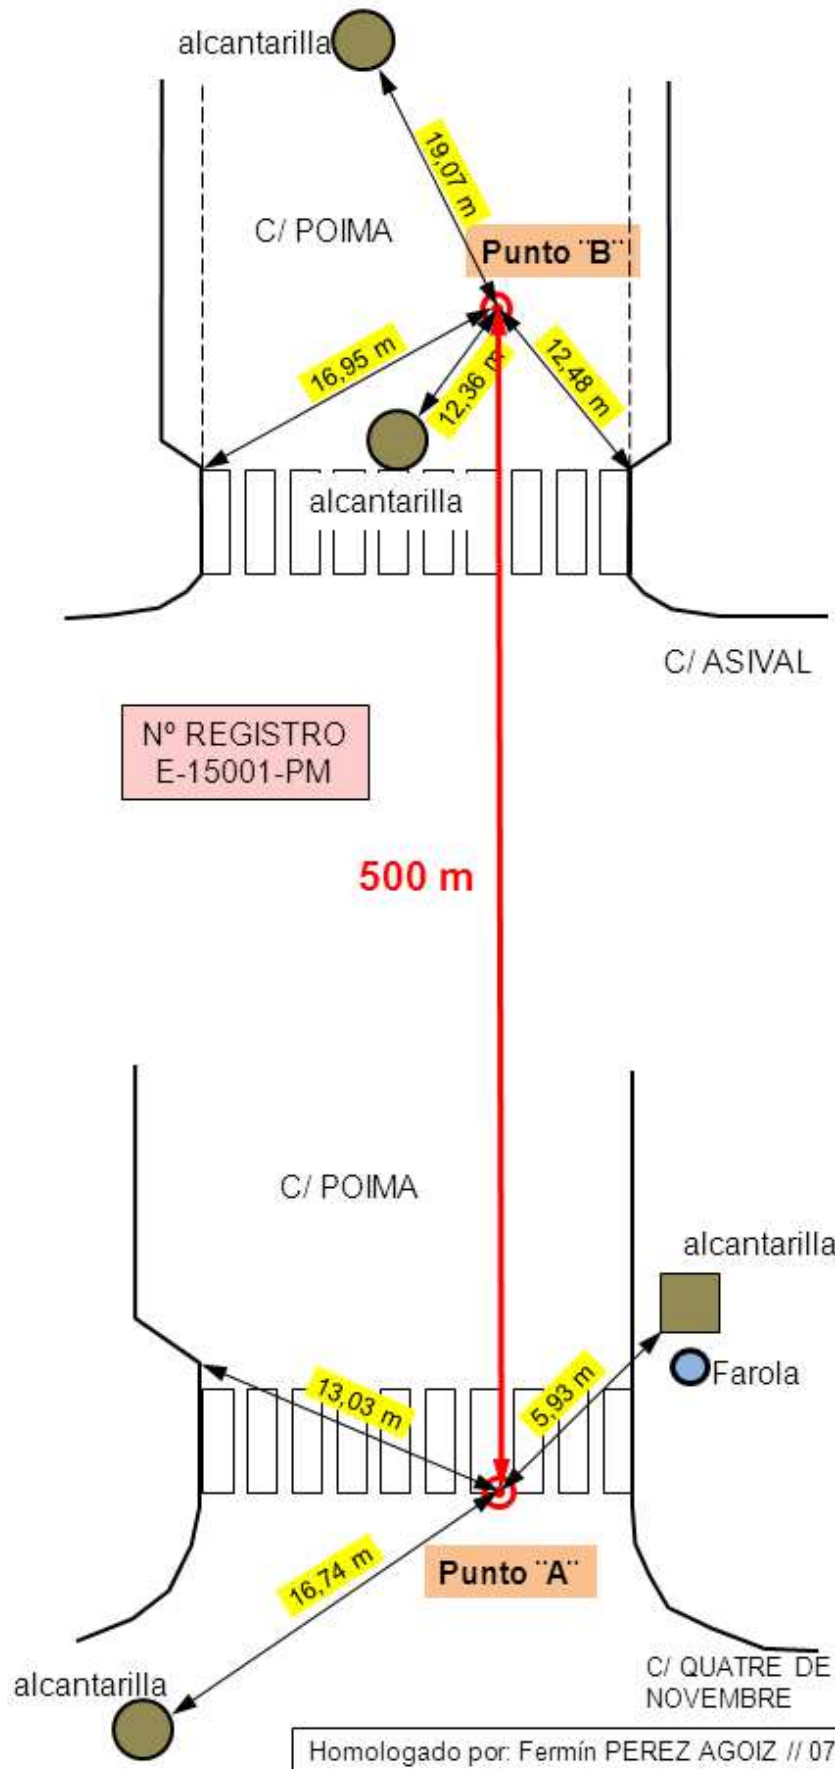 alcantarilla
19,07 m
C/ POIMA
Punto ¨B¨
16,95 m
12,36 m
12,48 m
alcantarilla
C/ ASIVAL
Nº REGISTRO
E-15001-PM
500 m
C/ POIMA
alcantarilla
Farola
13,03 m
5,93 m
16,74 m
Punto ¨A¨
alcantarilla
C/ QUATRE DE
NOVEMBRE
Homologado por: Fermín PEREZ AGOIZ // 07